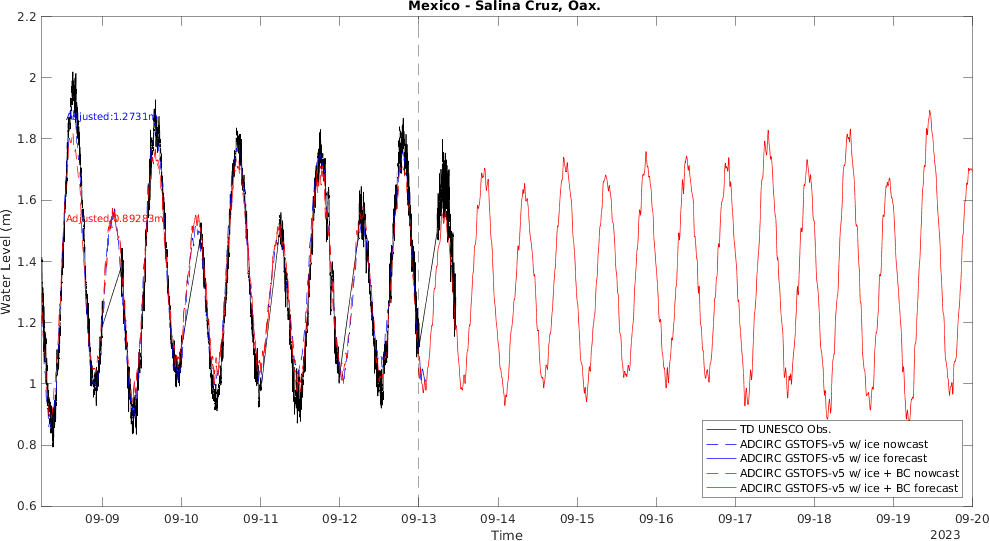 Mexico - Salina Cruz, Oax.
Water Level (m)
2.2
2
1.8
1.6
1.4
1.2
1
0.8
0.6
Adjusted:1.2731m
Adjusted:0.89283m
TD UNESCO Obs.
ADCIRC GSTOFS-v5 w/ ice nowcast
ADCIRC GSTOFS-v5 w/ ice forecast
ADCIRC GSTOFS-v5 w/ ice + BC nowcast
ADCIRC GSTOFS-v5 w/ ice + BC forecast
09-09 09-10 09-11 09-12 09-13 09-14 09-15 09-16 09-17 09-18 09-19 09-20
Time
2023